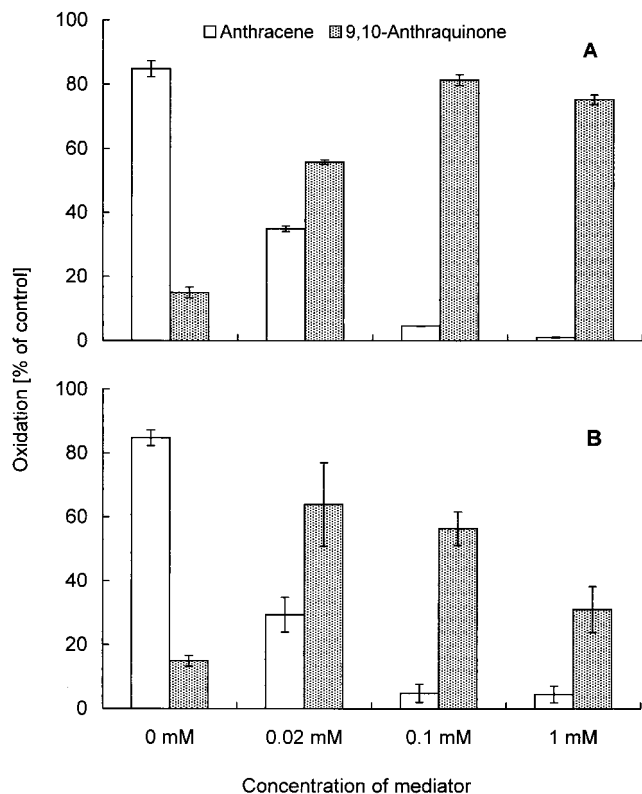 Anthracene 9,10-Anthraquinone
A
100
80
60
40
20
0
Oxidation [% of control]
B
100
80
60
40
20
0
0 mM 0.02 mM 0.1 mM 1 mM
Concentration of mediator